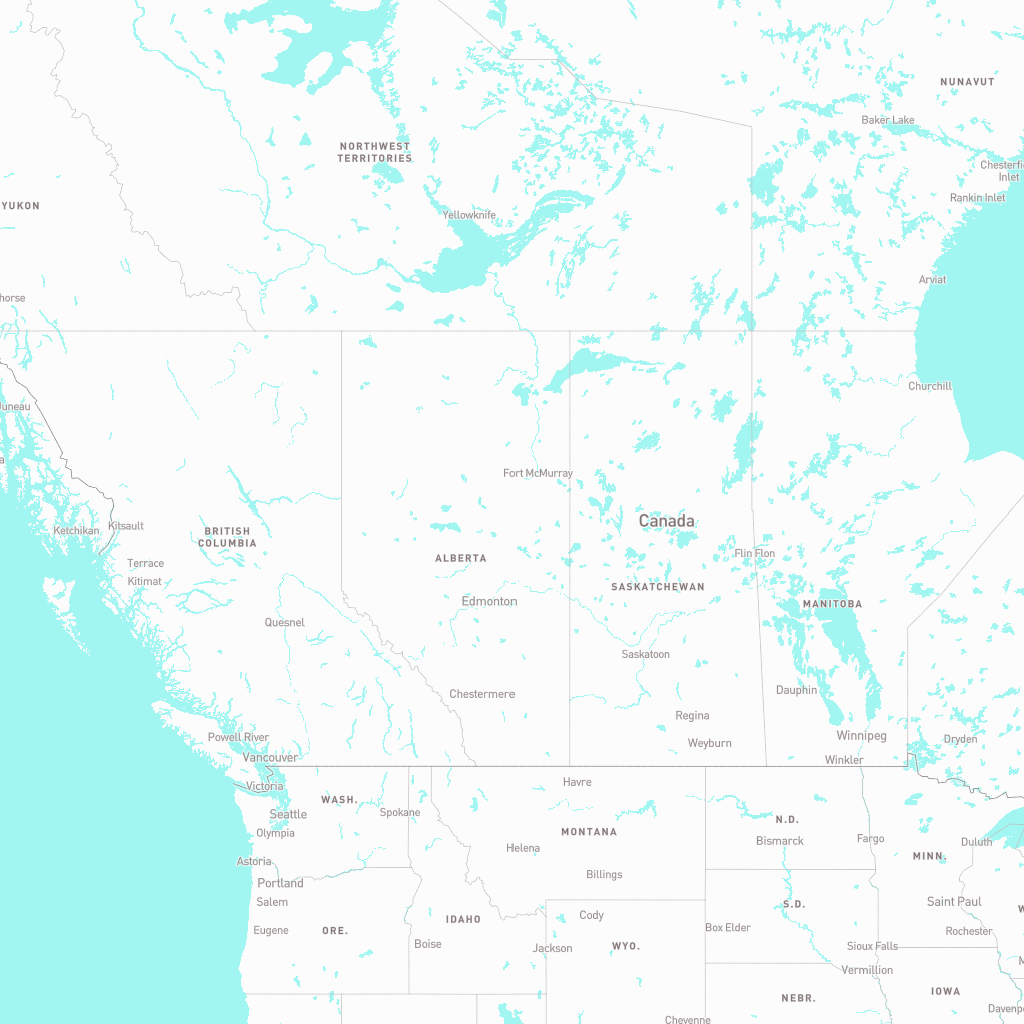 NUNAVUT
Baker Lake
NORTHWEST
TERRITORIES
Chesterfie
Inlet
Rankin Inlet
YUKON
Yellowknife
Arviat
horse
Churchill
Juneau
Fort McMurray
Canada
Ketchikan
Kitsault
BRITISH
COLUMBIA
Flin Flon
ALBERTA
Terrace
Kitimat
SASKATCHEWAN
Edmonton
MANITOBA
Quesnel
Saskatoon
Chestermere
Dauphin
Regina
Powell River
Winnipeg
Dryden
Weyburn
Vancouver
Winkler
Victoria
Havre
WASH.
Spokane
Seattle
N.D.
Olympia
MONTANA
Bismarck
Fargo
Duluth
Helena
MINN.
Astoria
Billings
Portland
Salem
S.D.
Saint Paul
W
IDAHO
Cody
Eugene
ORE.
Box Elder
Rochester
Boise
Jackson
WYO.
Sioux Falls
M
Vermillion
NEBR.
IOWA
Davenpo
Cheyenne